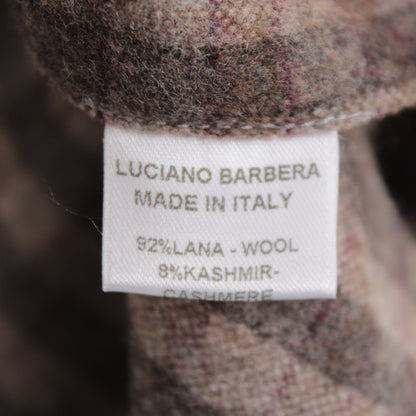 LUCIANO BARBERA
MADE IN ITALY
92%LANA - WOOL
8%KASHMIR-
CASHMERE